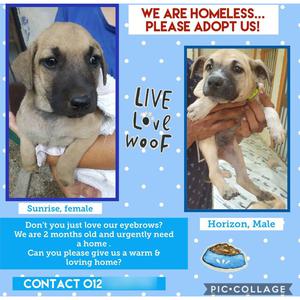 WE ARE HOMELESS...
PLEASE ADOPT US!
LIVE
LOVE
WOOF
Sunrise, female
Horizon, Male
Don't you just love our eyebrows?
We are 2 months old and urgently need
a home .
Can you please give us a warm &
loving home?
CONTACT 012
PIC•COLLAGE